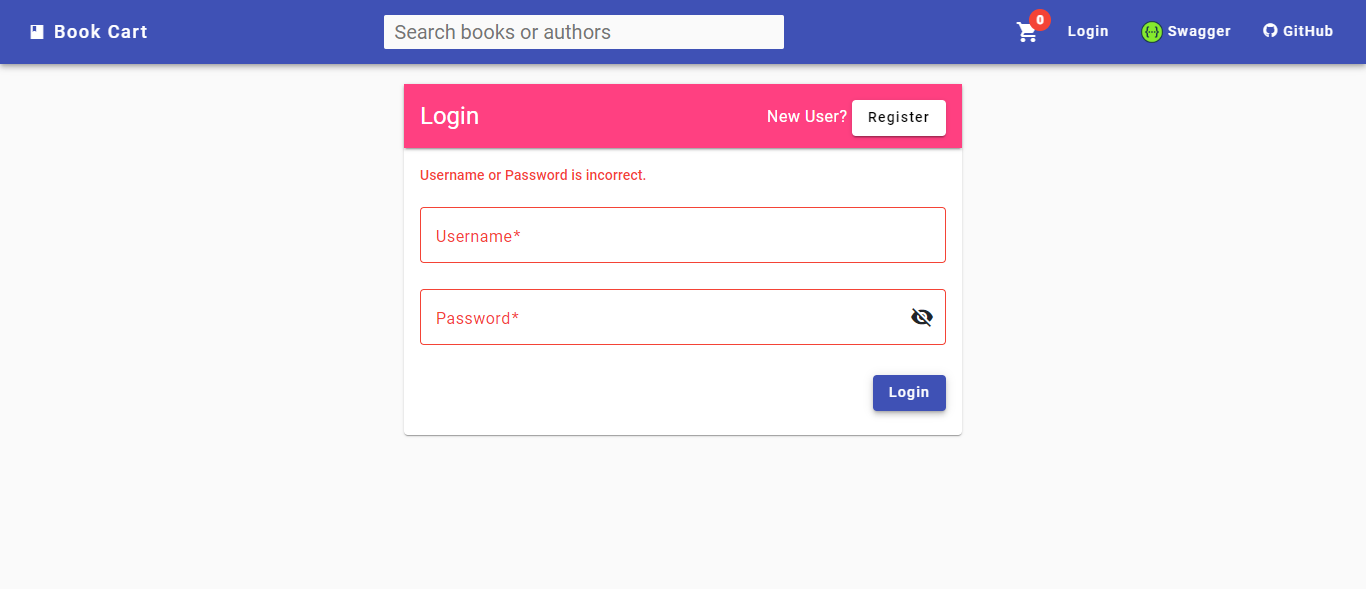 Book Cart
Search books or authors
0
Login
Swagger
GitHub
Login
New User?
Register
Username or Password is incorrect.
Username*
Password*
Login